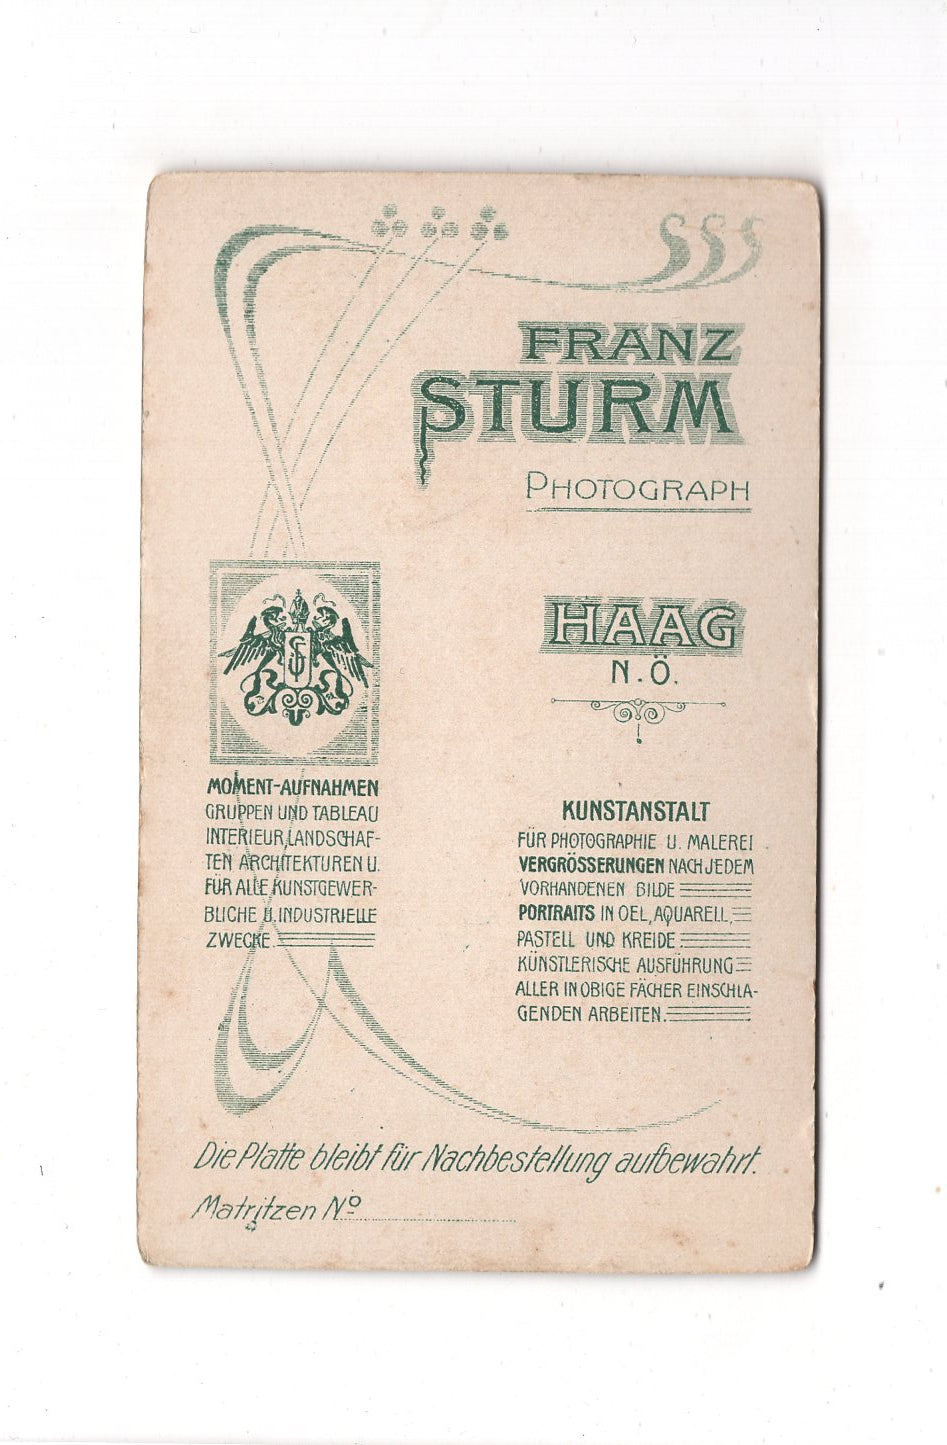 FRANZ
STURM
PHOTOGRAPH
HAAG
N.Ö.
MOMENT-AUFNAHMEN
GRUPPEN UND TABLEAU
INTERIEUR, LANDSCHAF-
TEN ARCHITEKTUREN U.
FÜR ALLE KUNSTGEWER-
BLICHE U. INDUSTRIELLE
ZWECKE.
KUNSTANSTALT
FÜR PHOTOGRAPHIE U. MALEREI
VERGRÖSSERUNGEN NACH JEDEM
VORHANDENEN BILDE
PORTRAITS IN OEL, AQUARELL,
PASTELL UND KREIDE.
KÜNSTLERISCHE AUSFÜHRUNG
ALLER IN OBIGE FÄCHER EINSCHLA-
GENDEN ARBEITEN.
Die Platte bleibt für Nachbestellung aufbewahrt.
Matritzen Nº